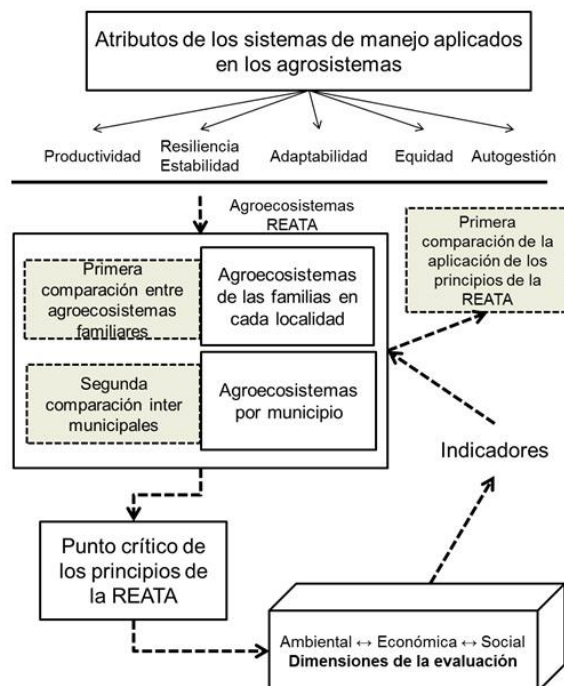 Atributos de los sistemas de manejo aplicados
en los agrosistemas
Productividad
Resiliencia
Estabilidad
Adaptabilidad
Equidad
Autogestión
Agroecosistemas
REATA
Primera
comparación de la
aplicación de los
principios de la
REATA
Primera
comparación entre
agroecosistemas
familiares
Agroecosistemas
de las familias en
cada localidad
Segunda
comparación inter
municipales
Agroecosistemas
por municipio
Indicadores
Punto crítico de
los principios de
la REATA
Ambiental ↔ Económica ↔ Social
Dimensiones de la evaluación